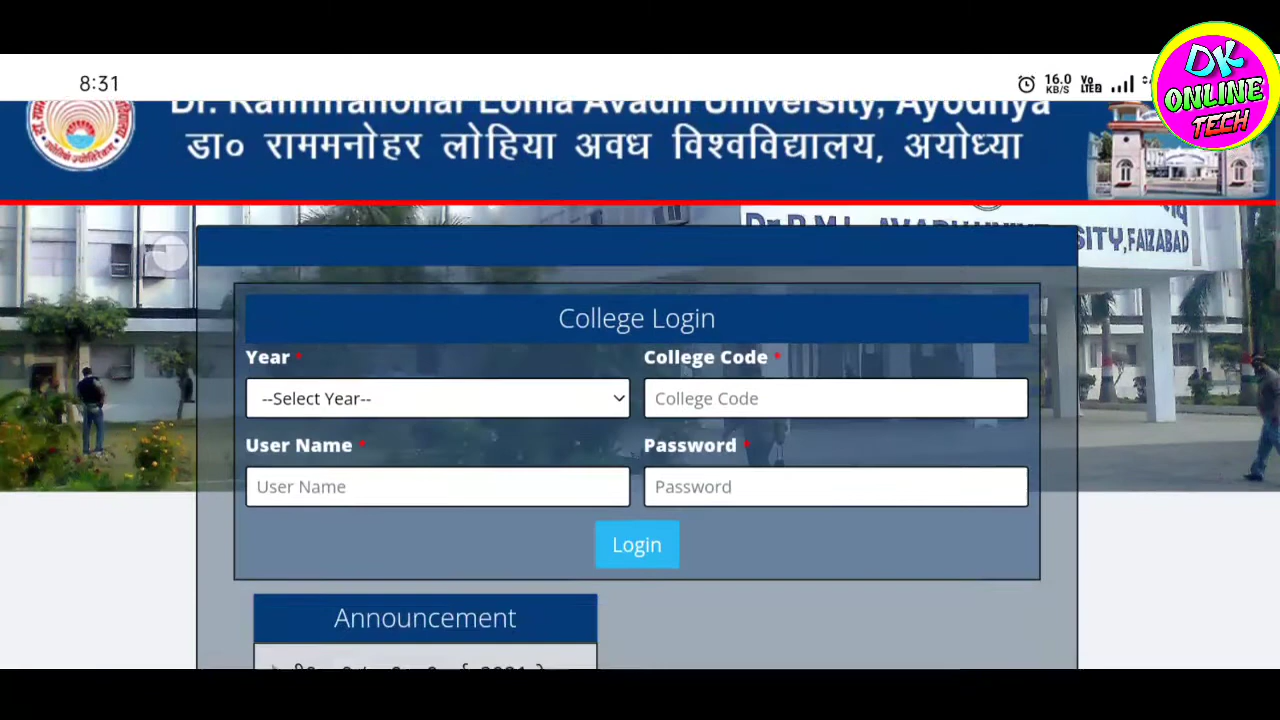 8:31
16.0
KB/S
Vo
DK
ONLINE
TECH
Dr. Rammanohar Lohia Avadh University, Ayodhya
डा० राममनोहर लोहिया अवध विश्वविद्यालय, अयोध्या
SITY,FAIZABAD
College Login
Year *
College Code *
--Select Year--
College Code
User Name *
Password *
User Name
Password
Login
Announcement